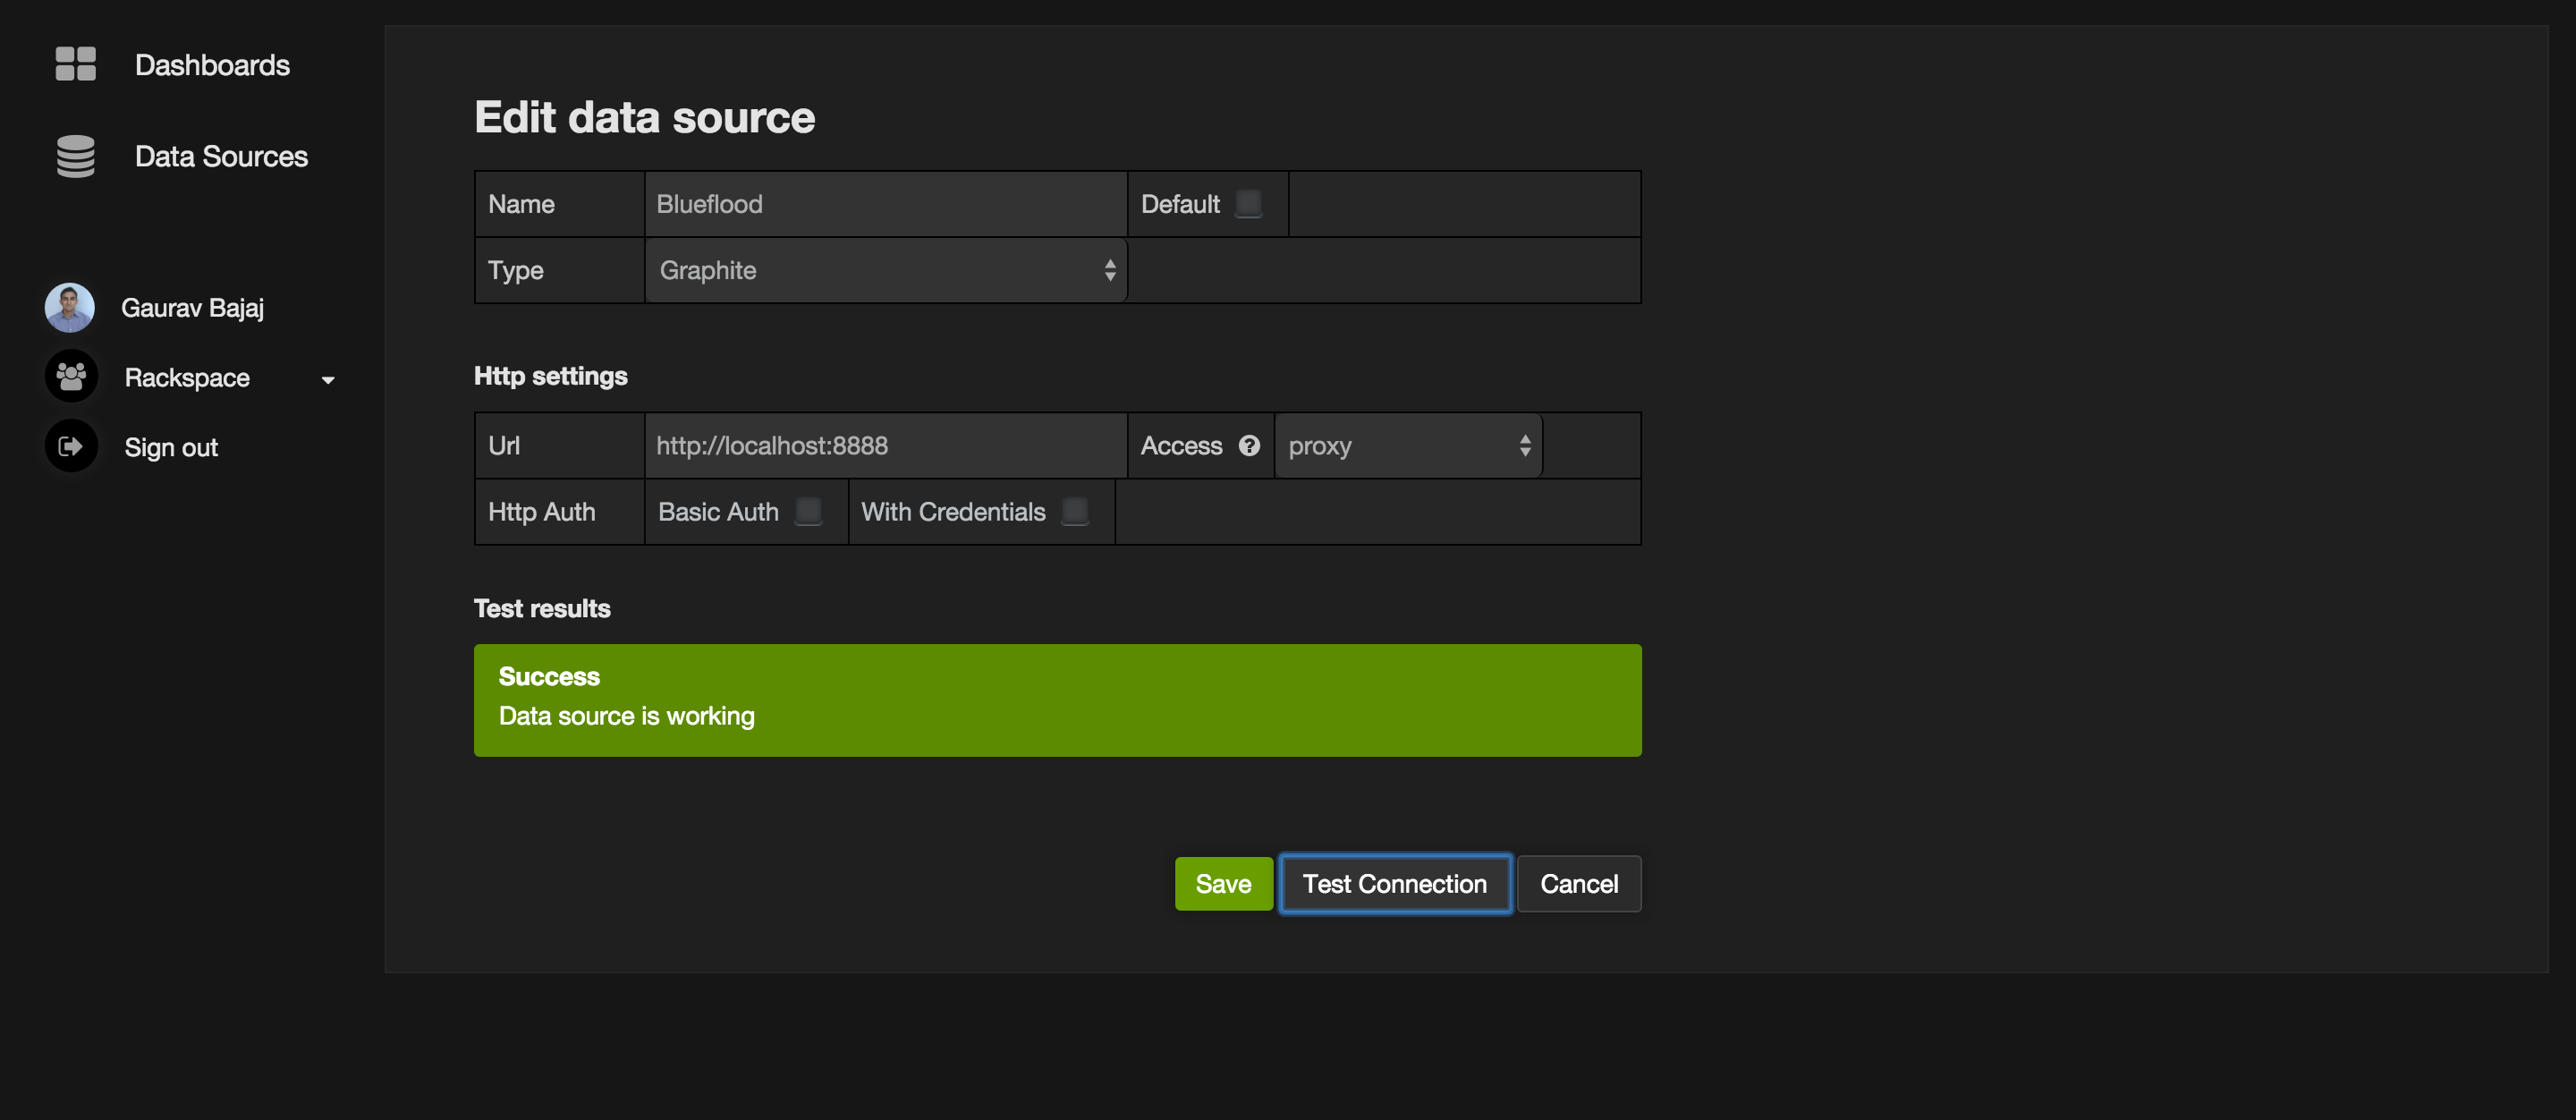 Dashboards
Data Sources
Gaurav Bajaj
Rackspace
Sign out
Edit data source
Name Blueflood Default
Type Graphite
Http settings
Url http://localhost:8888 Access ? proxy
Http Auth Basic Auth With Credentials
Test results
Success
Data source is working
Save Test Connection Cancel